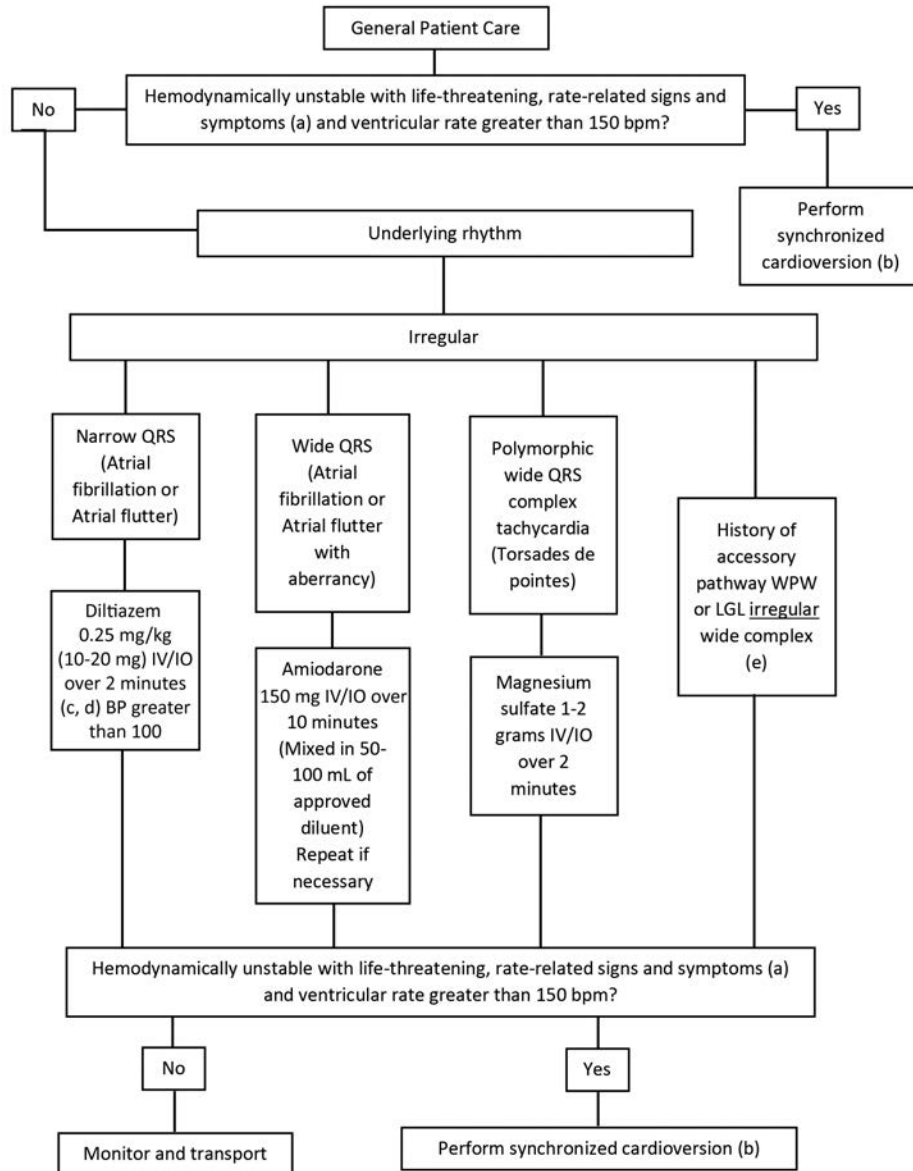 General Patient Care
No
Hemodynamically unstable with life-threatening, rate-related signs and
symptoms (a) and ventricular rate greater than 150 bpm?
Yes
Perform
synchronized
cardioversion (b)
Underlying rhythm
Irregular
Narrow QRS
(Atrial
fibrillation or
Atrial flutter)
Diltiazem
0.25 mg/kg
(10-20 mg) IV/IO
over 2 minutes
(c, d) BP greater
than 100
Wide QRS
(Atrial
fibrillation or
Atrial flutter
with
aberrancy)
Amiodarone
150 mg IV/IO over
10 minutes
(Mixed in 50-
100 mL of
approved
diluent)
Repeat if
necessary
Polymorphic
wide QRS
complex
tachycardia
(Torsades de
pointes)
Magnesium
sulfate 1-2
grams IV/IO
over 2
minutes
History of
accessory
pathway WPW
or LGL irregular
wide complex
(e)
Hemodynamically unstable with life-threatening, rate-related signs and symptoms (a)
and ventricular rate greater than 150 bpm?
No
Monitor and transport
Yes
Perform synchronized cardioversion (b)